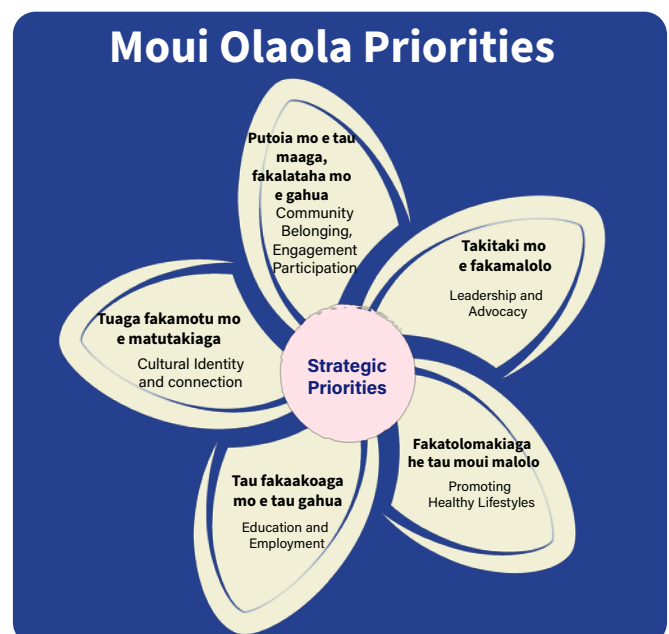 Moui Olaola Priorities
Putoia mo e tau
maaga,
fakalataha mo
e gahua
Community
Belonging,
Engagement
Participation
Takitaki mo
e fakamalolo
Leadership and
Advocacy
Tuaga fakamotu mo
e matutakiaga
Cultural Identity
and connection
Strategic
Priorities
Fakatolomakiaga
he tau moui malolo
Promoting
Healthy Lifestyles
Tau fakaakoaga
mo e tau gahua
Education and
Employment